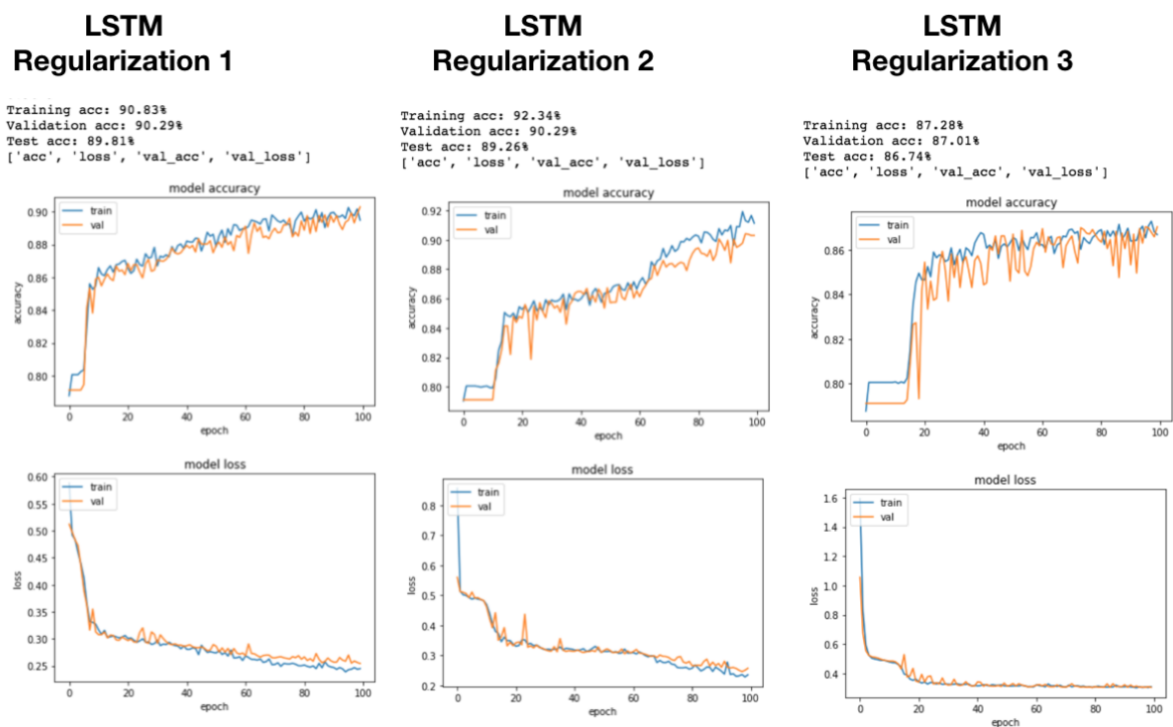 LSTM
Regularization 1
Training acc: 90.83%
Validation acc: 90.29%
Test acc: 89.81%
['acc', 'loss', 'val_acc', 'val_loss']
model accuracy
train
val
0.90
0.88
0.86
0.84
0.82
0.80
accuracy
0 20 40 60 80 100
epoch
model loss
train
val
0.60
0.55
0.50
0.45
0.40
0.35
0.30
0.25
loss
0 20 40 60 80 100
epoch
LSTM
Regularization 2
Training acc: 92.34%
Validation acc: 90.29%
Test acc: 89.26%
['acc', 'loss', 'val_acc', 'val_loss']
model accuracy
train
val
0.92
0.90
0.88
0.86
0.84
0.82
0.80
accuracy
0 20 40 60 80 100
epoch
model loss
train
val
0.8
0.7
0.6
0.5
0.4
0.3
0.2
loss
0 20 40 60 80 100
epoch
LSTM
Regularization 3
Training acc: 87.28%
Validation acc: 87.01%
Test acc: 86.74%
['acc', 'loss', 'val_acc', 'val_loss']
model accuracy
train
val
0.86
0.84
0.82
0.80
accuracy
0 20 40 60 80 100
epoch
model loss
train
val
1.6
1.4
1.2
1.0
0.8
0.6
0.4
loss
0 20 40 60 80 100
epoch